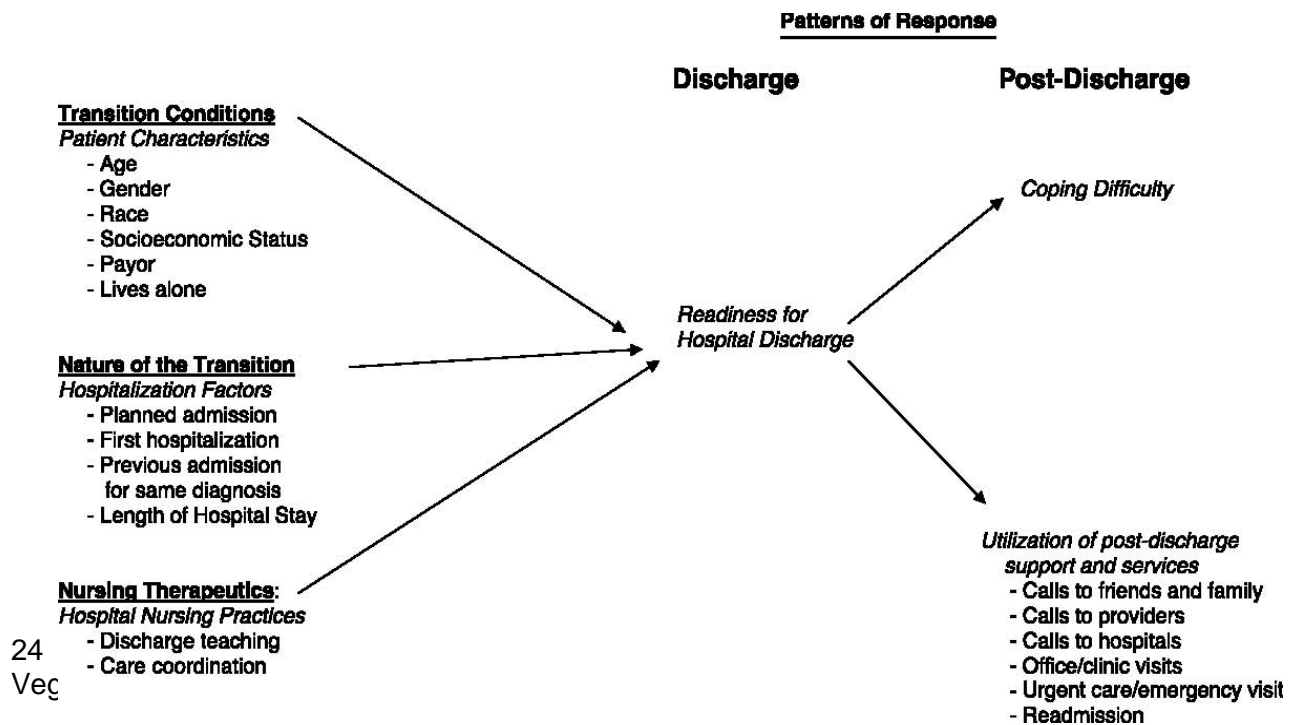 Patterns of Response
Discharge
Post-Discharge
Transition Conditions
Patient Characteristics
- Age
- Gender
- Race
- Socioeconomic Status
- Payor
- Lives alone
Nature of the Transition
Hospitalization Factors
- Planned admission
- First hospitalization
- Previous admission
for same diagnosis
- Length of Hospital Stay
Nursing Therapeutics:
Hospital Nursing Practices
- Discharge teaching
- Care coordination
Readiness for
Hospital Discharge
Coping Difficulty
Utilization of post-discharge
support and services
- Calls to friends and family
- Calls to providers
- Calls to hospitals
- Office/clinic visits
- Urgent care/emergency visit
- Readmission
24